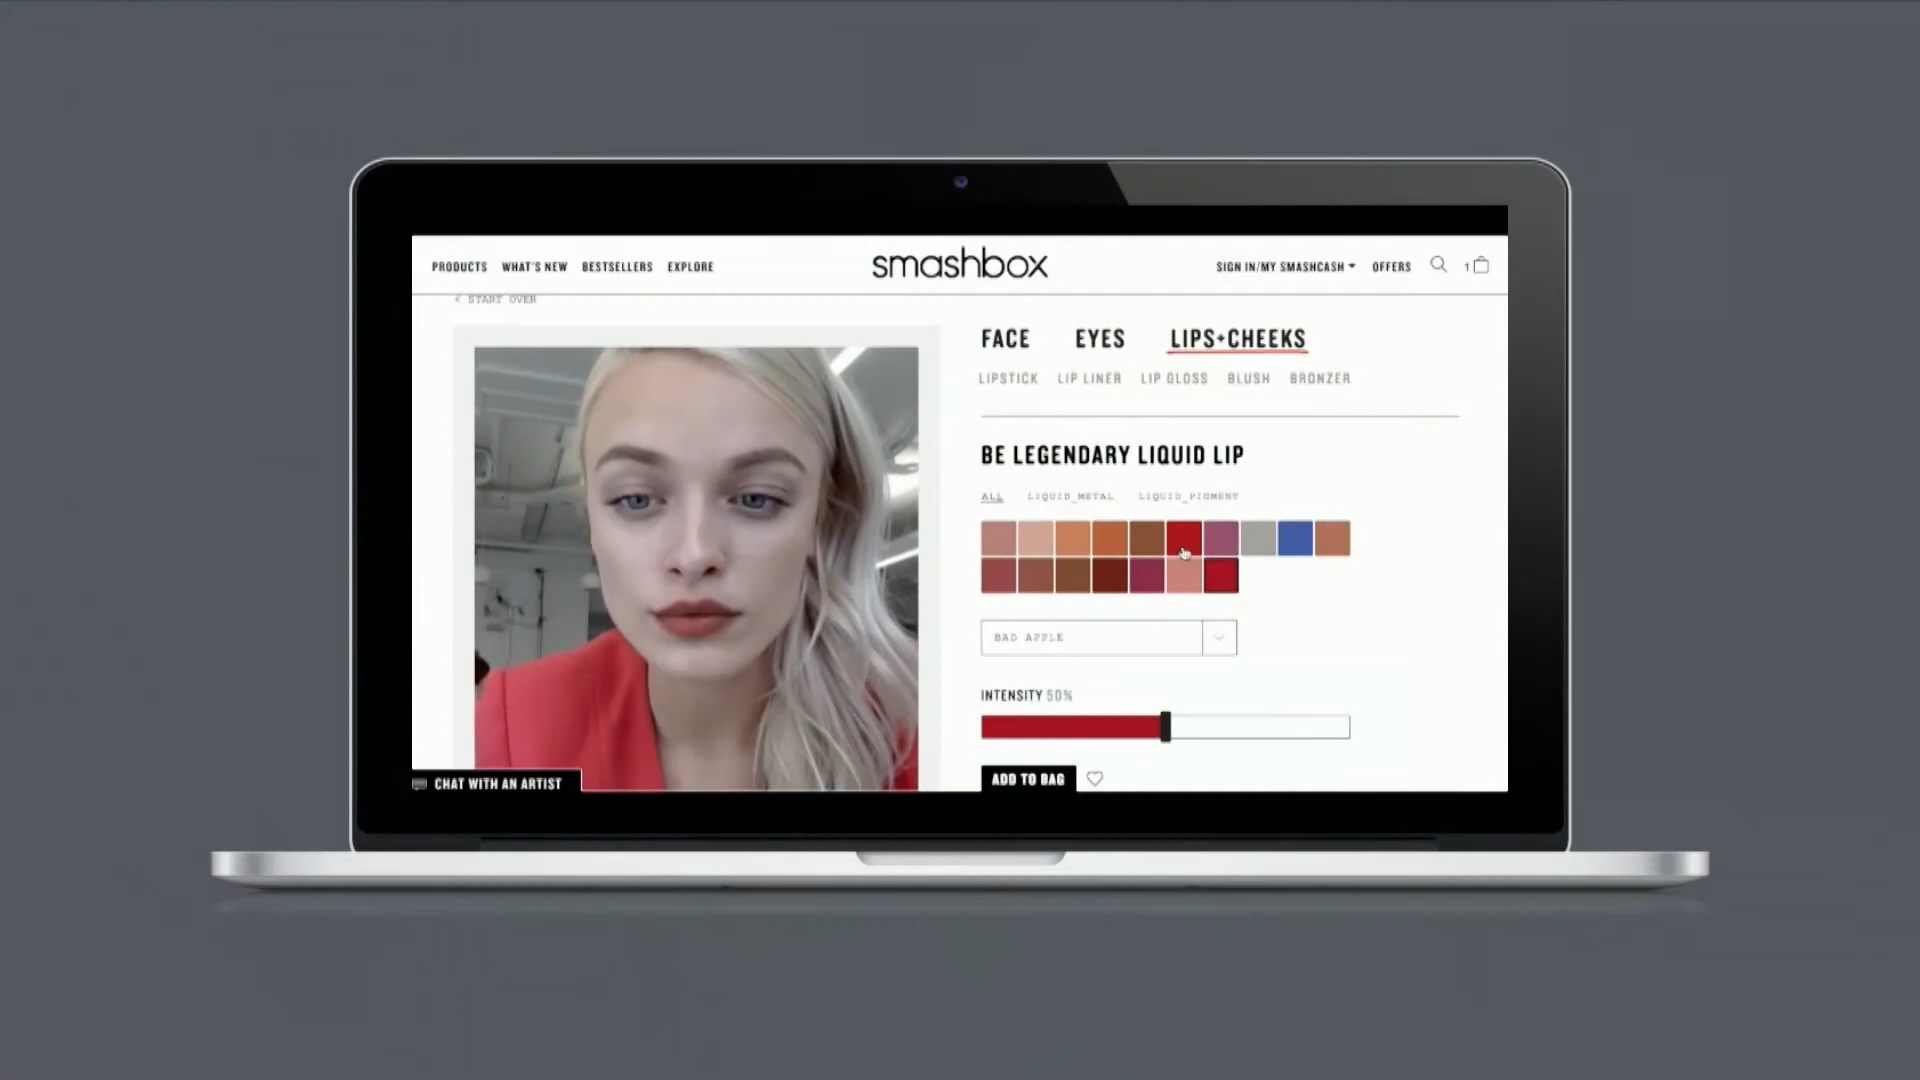 PRODUCTS WHAT'S NEW BESTSELLERS EXPLORE smashbox SIGN IN/MY SMASHCASH OFFERS 1
< START OVER
FACE EYES LIPS+CHEEKS
LIPSTICK LIP LINER LIP GLOSS BLUSH BRONZER
BE LEGENDARY LIQUID LIP
ALL LIQUID_METAL LIQUID_PIGMENT
BAD APPLE
INTENSITY 50%
ADD TO BAG
CHAT WITH AN ARTIST